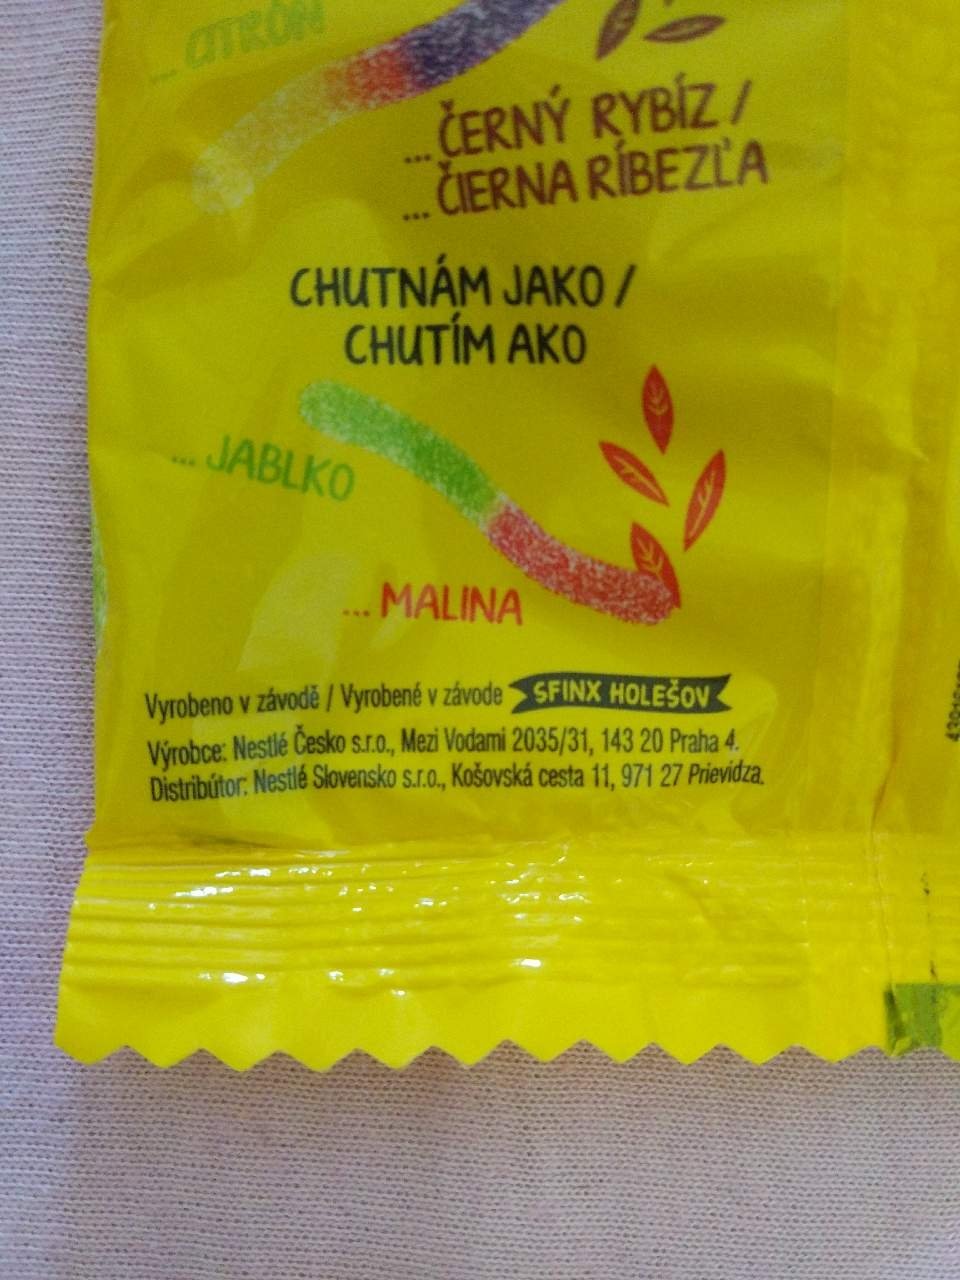 ... CITRÓN
... ČERNÝ RYBÍZ /
... ČIERNA RÍBEZĽA
CHUTNÁM JAKO /
CHUTÍM AKO
... JABLKO
... MALINA
Vyrobeno v závodě / Vyrobené v závode SFINX HOLEŠOV
Výrobce: Nestlé Česko s.r.o., Mezi Vodami 2035/31, 143 20 Praha 4.
Distribútor: Nestlé Slovensko s.r.o., Košovská cesta 11, 971 27 Prievidza.